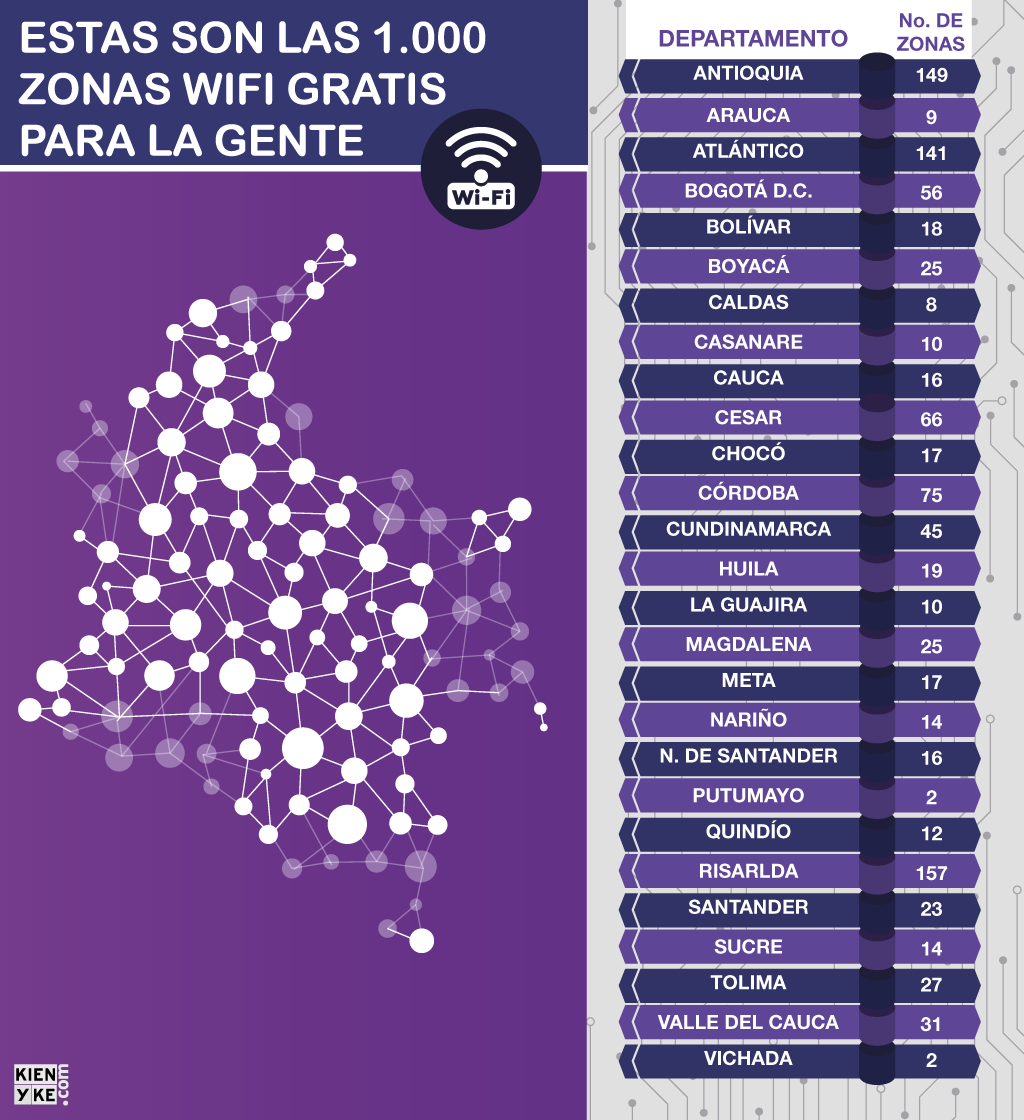 ESTAS SON LAS 1.000
ZONAS WIFI GRATIS
PARA LA GENTE
Wi-Fi
DEPARTAMENTO No. DE ZONAS
ANTIOQUIA 149
ARAUCA 9
ATLÁNTICO 141
BOGOTÁ D.C. 56
BOLÍVAR 18
BOYACÁ 25
CALDAS 8
CASANARE 10
CAUCA 16
CESAR 66
CHOCÓ 17
CÓRDOBA 75
CUNDINAMARCA 45
HUILA 19
LA GUAJIRA 10
MAGDALENA 25
META 17
NARIÑO 14
N. DE SANTANDER 16
PUTUMAYO 2
QUINDÍO 12
RISARLDA 157
SANTANDER 23
SUCRE 14
TOLIMA 27
VALLE DEL CAUCA 31
VICHADA 2
KIEN
Y KE
.com